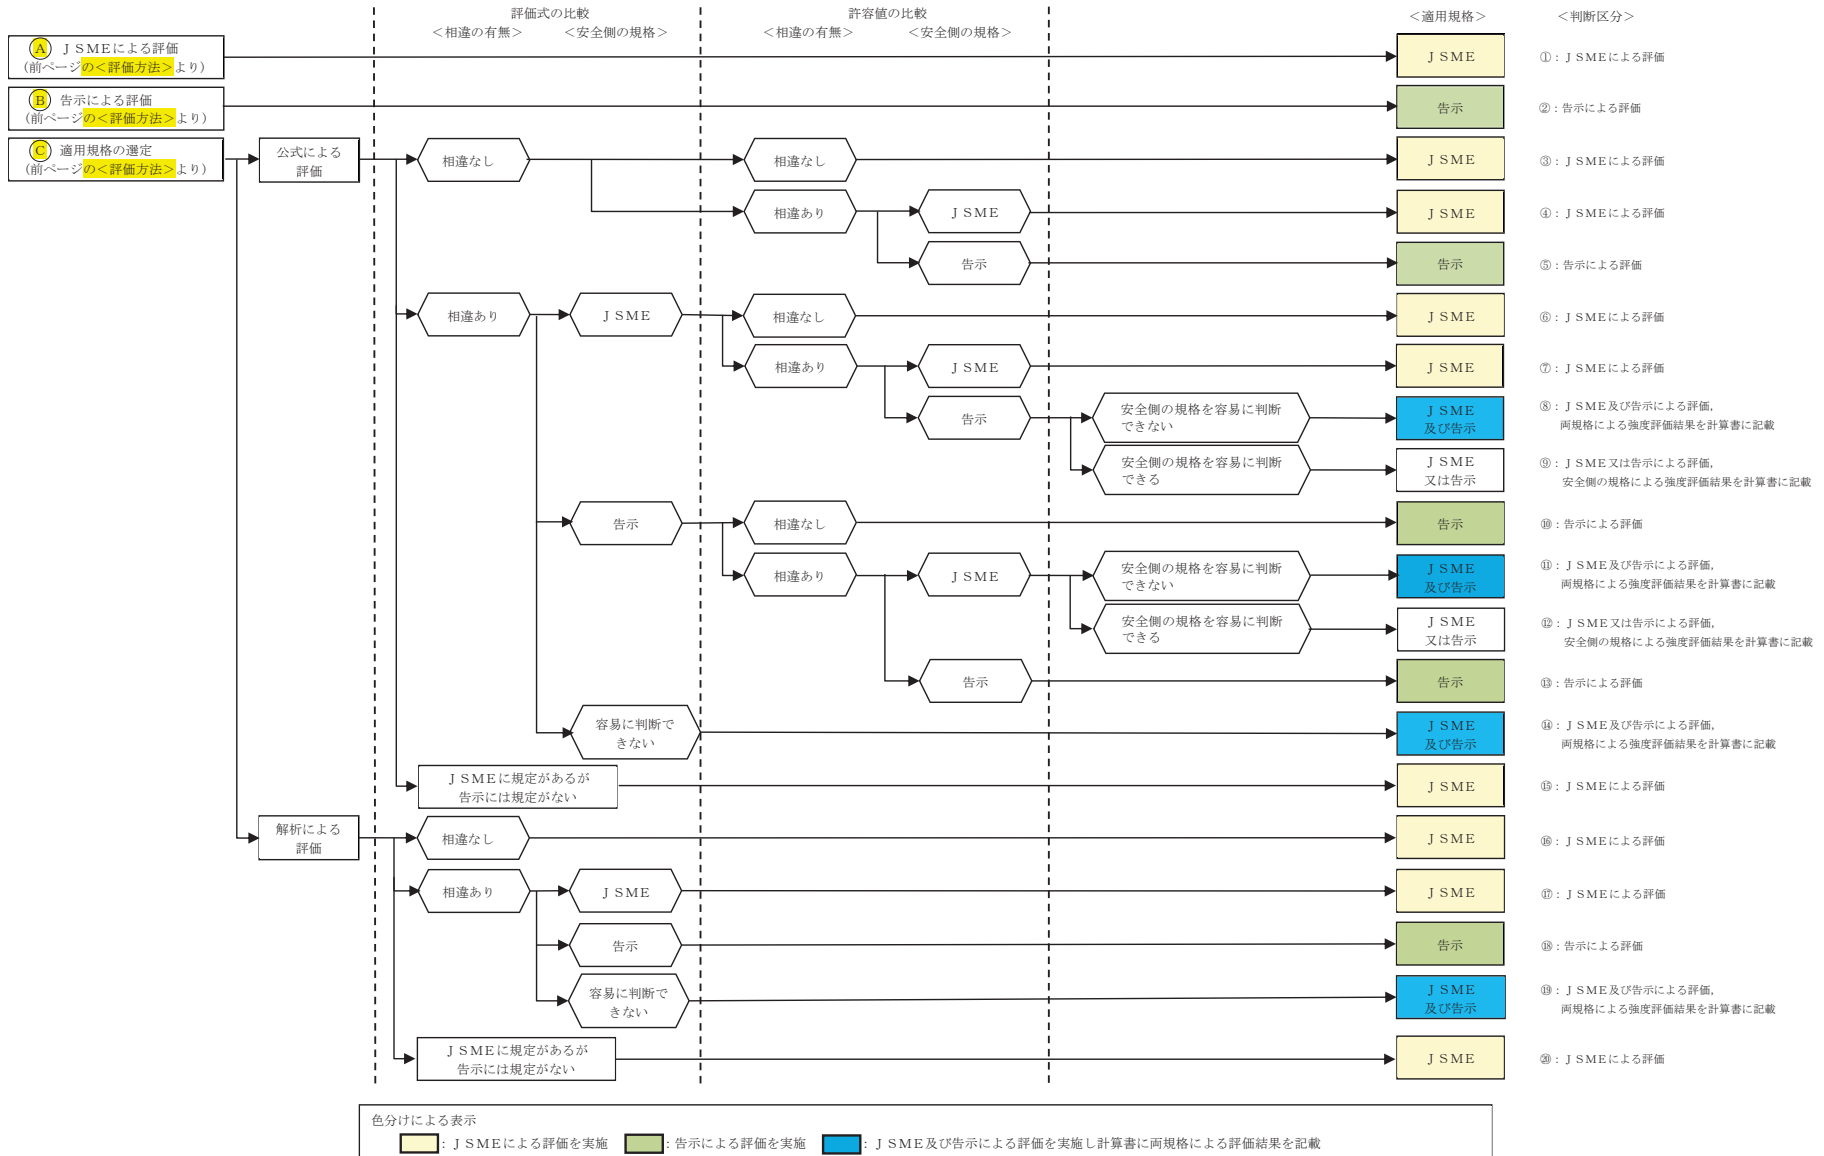 評価式の比較
許容値の比較
＜相違の有無＞
＜安全側の規格＞
＜相違の有無＞
＜安全側の規格＞
＜適用規格＞
＜判断区分＞
Ⓐ ＪＳＭＥによる評価
（前ページの＜評価方法＞より）
ＪＳＭＥ
①：ＪＳＭＥによる評価
Ⓑ 告示による評価
（前ページの＜評価方法＞より）
告示
②：告示による評価
Ⓒ 適用規格の選定
（前ページの＜評価方法＞より）
公式による
評価
相違なし
相違なし
ＪＳＭＥ
③：ＪＳＭＥによる評価
相違あり
ＪＳＭＥ
ＪＳＭＥ
④：ＪＳＭＥによる評価
告示
告示
⑤：告示による評価
相違あり
ＪＳＭＥ
相違なし
ＪＳＭＥ
⑥：ＪＳＭＥによる評価
相違あり
ＪＳＭＥ
ＪＳＭＥ
⑦：ＪＳＭＥによる評価
告示
安全側の規格を容易に判断
できない
ＪＳＭＥ
及び告示
⑧：ＪＳＭＥ及び告示による評価，
両規格による強度評価結果を計算書に記載
安全側の規格を容易に判断
できる
ＪＳＭＥ
又は告示
⑨：ＪＳＭＥ又は告示による評価，
安全側の規格による強度評価結果を計算書に記載
告示
相違なし
告示
⑩：告示による評価
相違あり
ＪＳＭＥ
安全側の規格を容易に判断
できない
ＪＳＭＥ
及び告示
⑪：ＪＳＭＥ及び告示による評価，
両規格による強度評価結果を計算書に記載
安全側の規格を容易に判断
できる
ＪＳＭＥ
又は告示
⑫：ＪＳＭＥ又は告示による評価，
安全側の規格による強度評価結果を計算書に記載
告示
告示
⑬：告示による評価
容易に判断で
きない
ＪＳＭＥ
及び告示
⑭：ＪＳＭＥ及び告示による評価，
両規格による強度評価結果を計算書に記載
ＪＳＭＥに規定があるが
告示には規定がない
ＪＳＭＥ
⑮：ＪＳＭＥによる評価
解析による
評価
相違なし
ＪＳＭＥ
⑯：ＪＳＭＥによる評価
相違あり
ＪＳＭＥ
ＪＳＭＥ
⑰：ＪＳＭＥによる評価
告示
告示
⑱：告示による評価
容易に判断で
きない
ＪＳＭＥ
及び告示
⑲：ＪＳＭＥ及び告示による評価，
両規格による強度評価結果を計算書に記載
ＪＳＭＥに規定があるが
告示には規定がない
ＪＳＭＥ
⑳：ＪＳＭＥによる評価
色分けによる表示
：ＪＳＭＥによる評価を実施 ：告示による評価を実施 ：ＪＳＭＥ及び告示による評価を実施し計算書に両規格による評価結果を記載